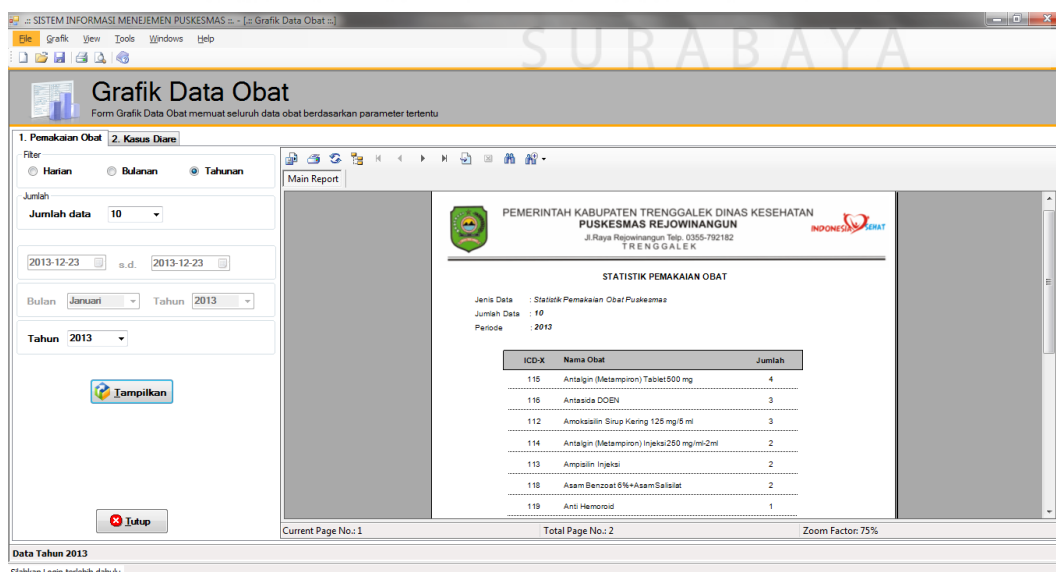 .:: SISTEM INFORMASI MENEJEMEN PUSKESMAS ::. - [.:: Grafik Data Obat ::.]
File Grafik View Tools Windows Help
SURABAYA
Grafik Data Obat
Form Grafik Data Obat memuat seluruh data obat berdasarkan parameter tertentu
1. Pemakaian Obat 2. Kasus Diare
Filter
Harian Bulanan Tahunan
Jumlah
Jumlah data 10
2013-12-23 s.d. 2013-12-23
Bulan Januari Tahun 2013
Tahun 2013
Tampilkan
Tutup
Main Report
PEMERINTAH KABUPATEN TRENGGALEK DINAS KESEHATAN
PUSKESMAS REJOWINANGUN
Jl.Raya Rejowinangun Telp. 0355-792182
TRENGGALEK
INDONESIA SEHAT
STATISTIK PEMAKAIAN OBAT
Jenis Data : Statistik Pemakaian Obat Puskesmas
Jumlah Data : 10
Periode : 2013
ICD-X Nama Obat Jumlah
115 Antalgin (Metampiron) Tablet 500 mg 4
116 Antasida DOEN 3
112 Amoksisilin Sirup Kering 125 mg/5 ml 3
114 Antalgin (Metampiron) Injeksi 250 mg/ml-2ml 2
113 Ampisilin Injeksi 2
118 Asam Benzoat 6%+Asam Salisilat 2
119 Anti Hemoroid 1
Current Page No.: 1 Total Page No.: 2 Zoom Factor: 75%
Data Tahun 2013
Silahkan Login terlebih dahulu